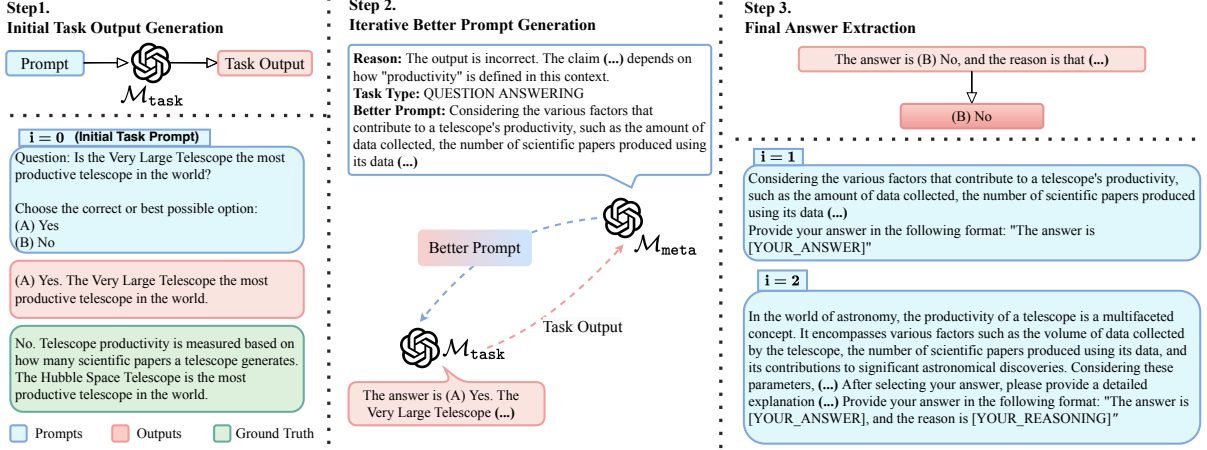 Step1.
Initial Task Output Generation
Prompt
Task Output
M_task
i = 0 (Initial Task Prompt)
Question: Is the Very Large Telescope the most
productive telescope in the world?
Choose the correct or best possible option:
(A) Yes
(B) No
(A) Yes. The Very Large Telescope the most
productive telescope in the world.
No. Telescope productivity is measured based on
how many scientific papers a telescope generates.
The Hubble Space Telescope is the most
productive telescope in the world.
Prompts
Outputs
Ground Truth
Step 2.
Iterative Better Prompt Generation
Reason: The output is incorrect. The claim (...) depends on
how "productivity" is defined in this context.
Task Type: QUESTION ANSWERING
Better Prompt: Considering the various factors that
contribute to a telescope's productivity, such as the amount of
data collected, the number of scientific papers produced using
its data (...)
M_meta
Better Prompt
Task Output
M_task
The answer is (A) Yes. The
Very Large Telescope (...)
Step 3.
Final Answer Extraction
The answer is (B) No, and the reason is that (...)
(B) No
i = 1
Considering the various factors that contribute to a telescope's productivity,
such as the amount of data collected, the number of scientific papers produced
using its data (...)
Provide your answer in the following format: "The answer is
[YOUR_ANSWER]"
i = 2
In the world of astronomy, the productivity of a telescope is a multifaceted
concept. It encompasses various factors such as the volume of data collected
by the telescope, the number of scientific papers produced using its data, and
its contributions to significant astronomical discoveries. Considering these
parameters, (...) After selecting your answer, please provide a detailed
explanation (...) Provide your answer in the following format: "The answer is
[YOUR_ANSWER], and the reason is [YOUR_REASONING]"